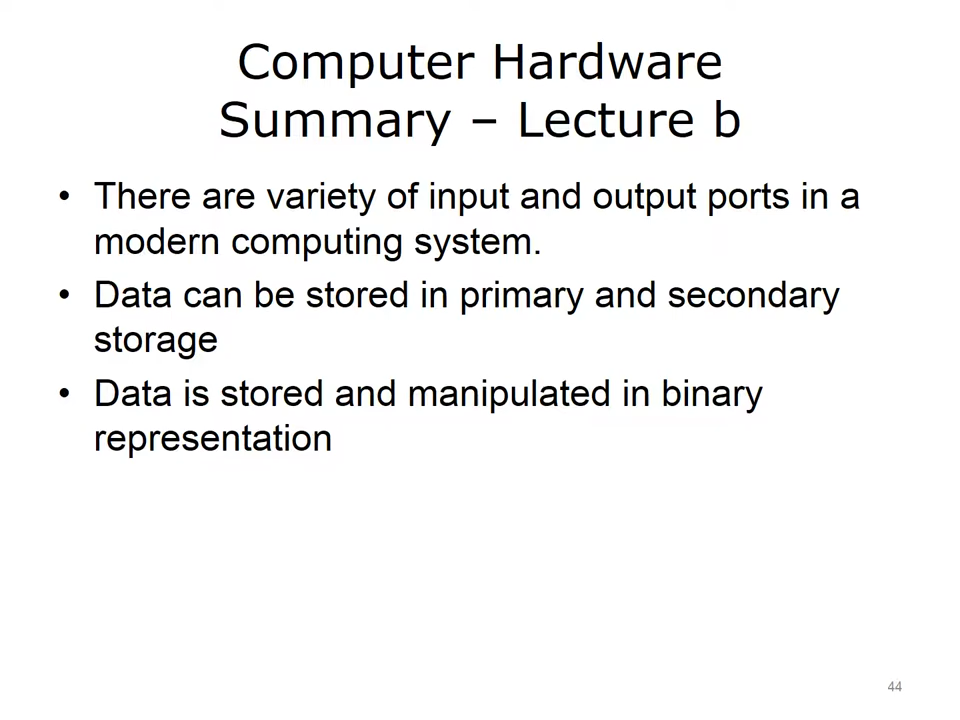 Computer Hardware
Summary – Lecture b
• There are variety of input and output ports in a
modern computing system.
• Data can be stored in primary and secondary
storage
• Data is stored and manipulated in binary
representation
44